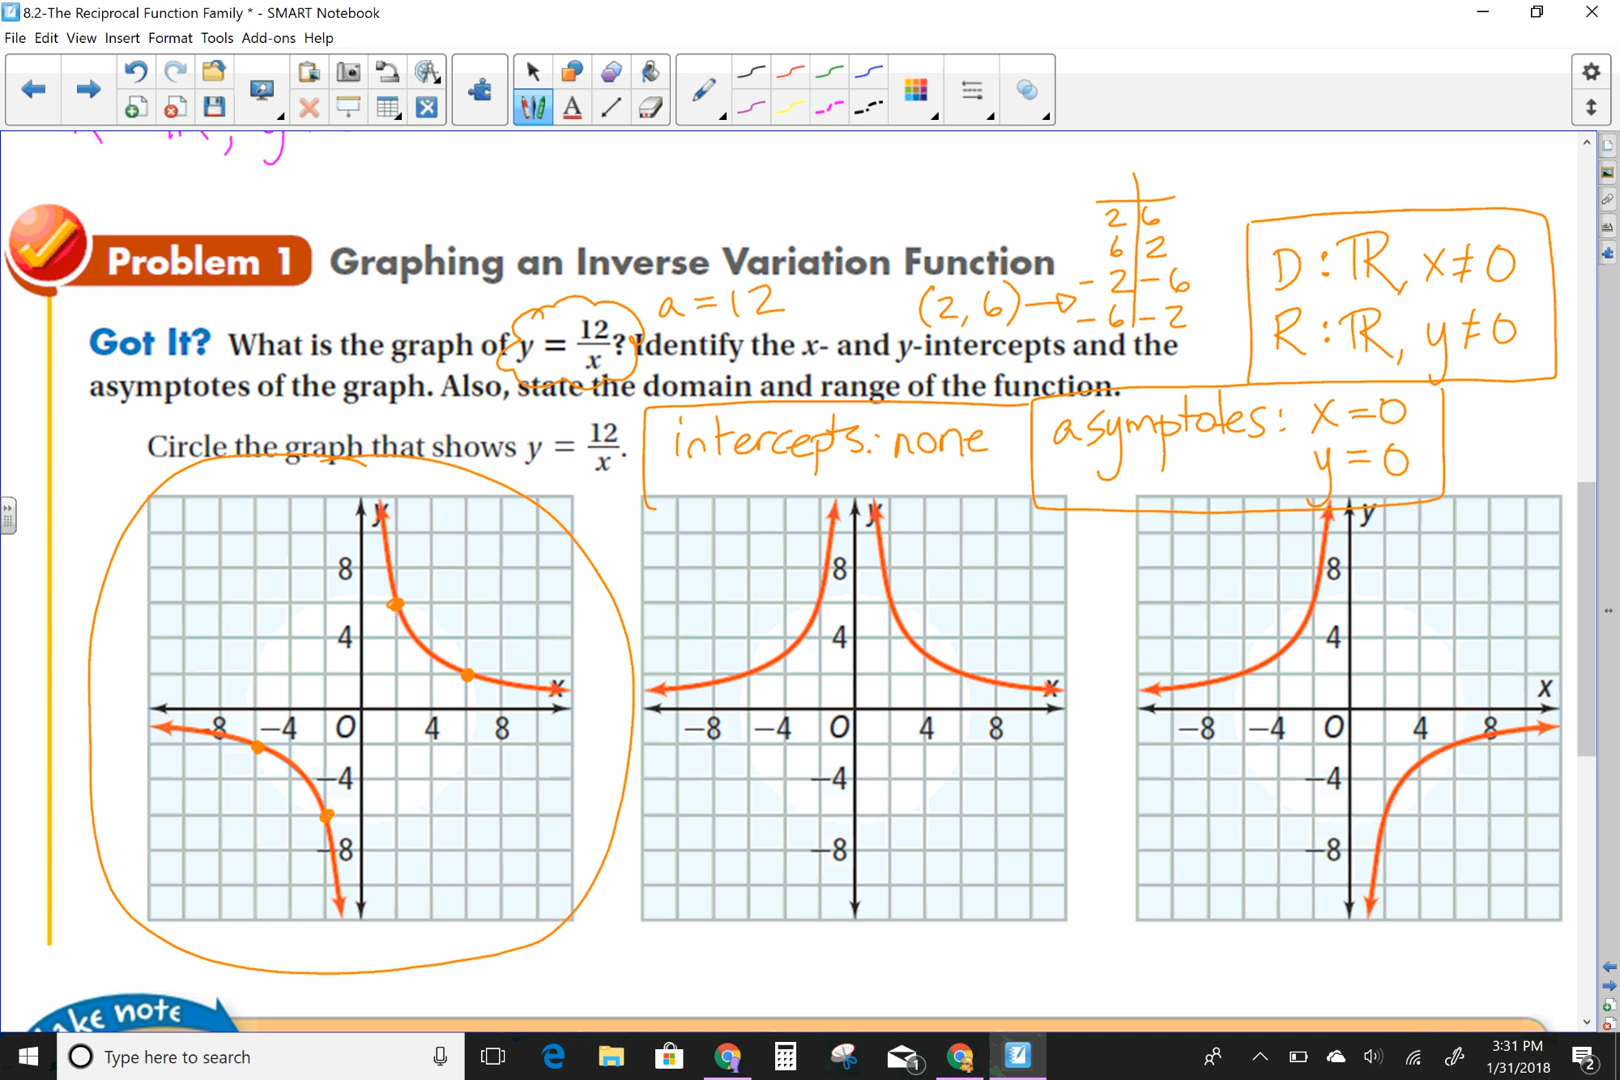 8.2-The Reciprocal Function Family * - SMART Notebook
File Edit View Insert Format Tools Add-ons Help
Problem 1 Graphing an Inverse Variation Function
a = 12
(2, 6) →
2 | 6
6 | 2
-2 | -6
-6 | -2
D : ℝ, x ≠ 0
R : ℝ, y ≠ 0
Got It? What is the graph of y = 12/x? Identify the x- and y-intercepts and the
asymptotes of the graph. Also, state the domain and range of the function.
Circle the graph that shows y = 12/x.
intercepts: none
asymptotes: x = 0
y = 0
y
8
4
x
-8 -4 O 4 8
-4
-8
y
8
4
x
-8 -4 O 4 8
-4
-8
y
8
4
x
-8 -4 O 4 8
-4
-8
ake note
Type here to search
1
3:31 PM
1/31/2018
2